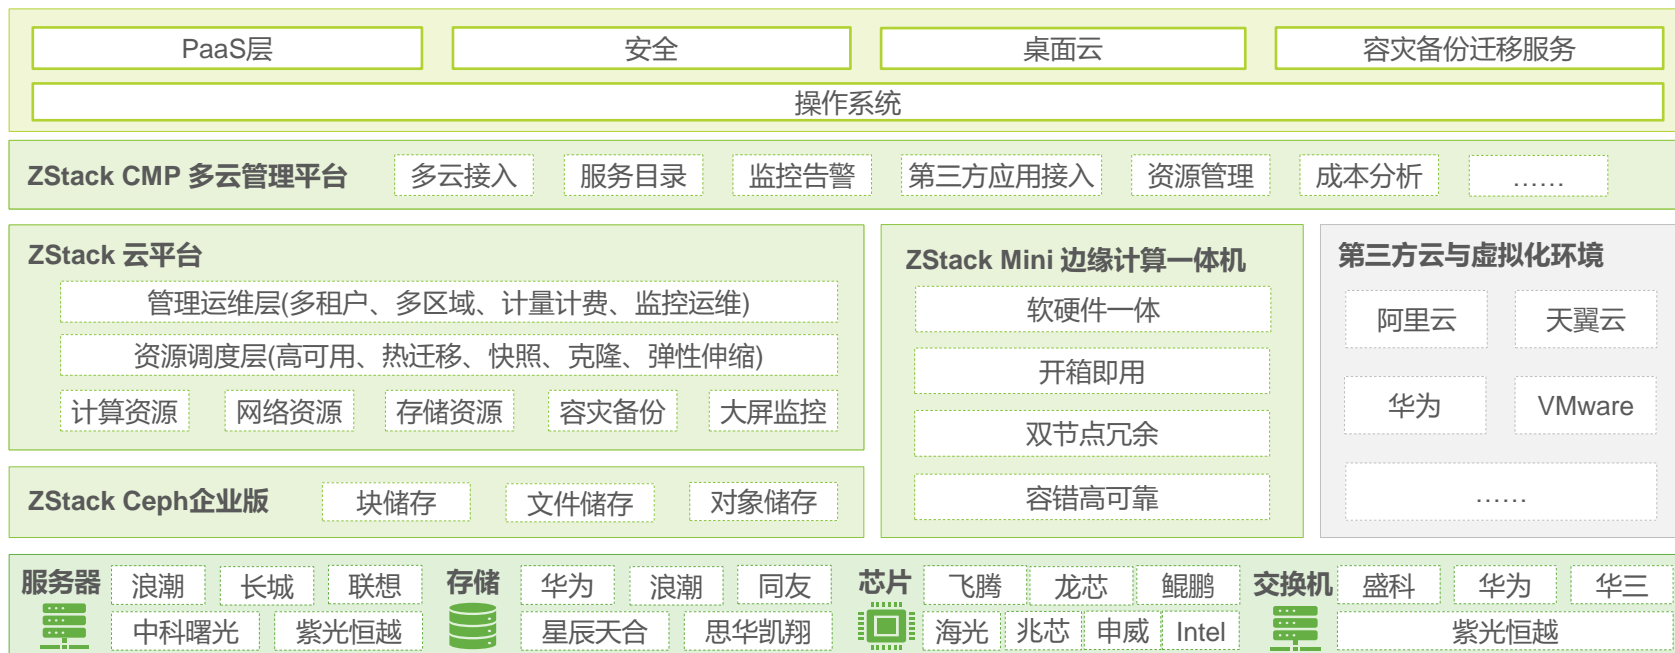 PaaS层 安全 桌面云 容灾备份迁移服务
操作系统
ZStack CMP 多云管理平台 多云接入 服务目录 监控告警 第三方应用接入 资源管理 成本分析 ……
ZStack 云平台
管理运维层(多租户、多区域、计量计费、监控运维)
资源调度层(高可用、热迁移、快照、克隆、弹性伸缩)
计算资源 网络资源 存储资源 容灾备份 大屏监控
ZStack Ceph企业版 块储存 文件储存 对象储存
ZStack Mini 边缘计算一体机
软硬件一体
开箱即用
双节点冗余
容错高可靠
第三方云与虚拟化环境
阿里云 天翼云
华为 VMware
……
服务器 浪潮 长城 联想
中科曙光 紫光恒越
存储 华为 浪潮 同友
星辰天合 思华凯翔
芯片 飞腾 龙芯 鲲鹏
海光 兆芯 申威 Intel
交换机 盛科 华为 华三
紫光恒越